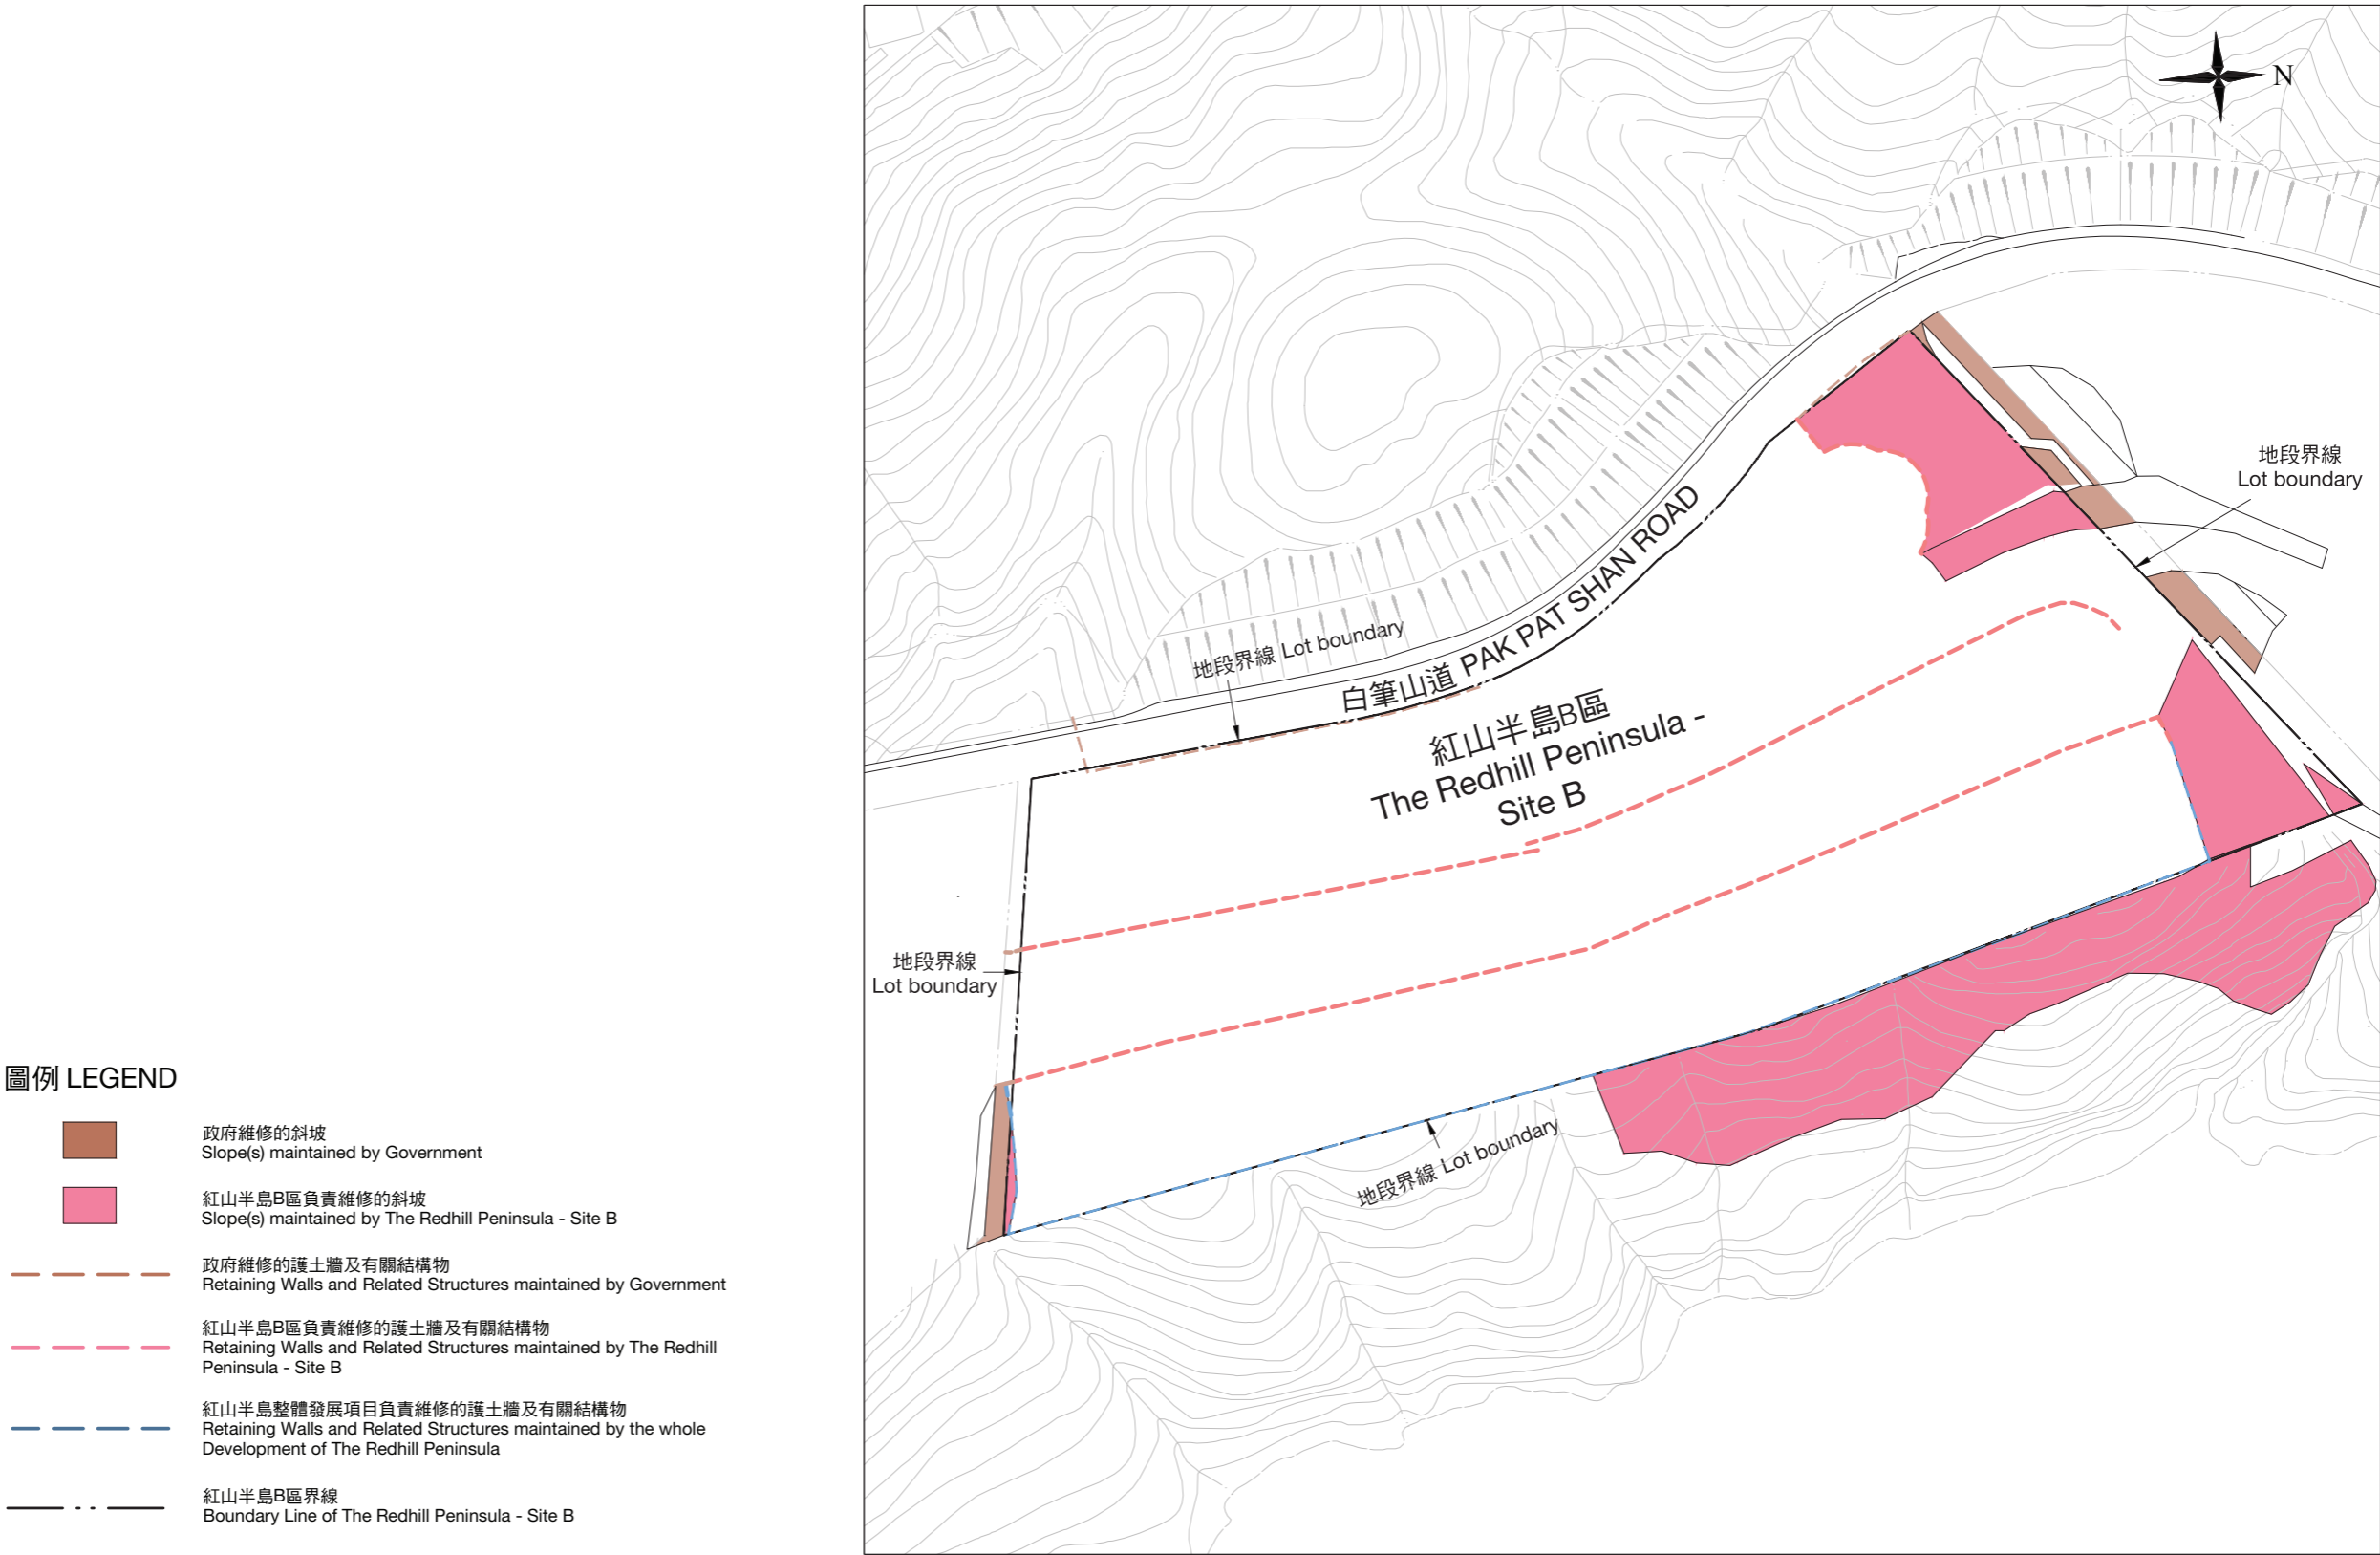 N
地段界線
Lot boundary
地段界線 Lot boundary
白筆山道 PAK PAT SHAN ROAD
紅山半島B區
The Redhill Peninsula -
Site B
地段界線
Lot boundary
地段界線 Lot boundary
圖例 LEGEND
政府維修的斜坡
Slope(s) maintained by Government
紅山半島B區負責維修的斜坡
Slope(s) maintained by The Redhill Peninsula - Site B
政府維修的護土牆及有關結構物
Retaining Walls and Related Structures maintained by Government
紅山半島B區負責維修的護土牆及有關結構物
Retaining Walls and Related Structures maintained by The Redhill
Peninsula - Site B
紅山半島整體發展項目負責維修的護土牆及有關結構物
Retaining Walls and Related Structures maintained by the whole
Development of The Redhill Peninsula
紅山半島B區界線
Boundary Line of The Redhill Peninsula - Site B